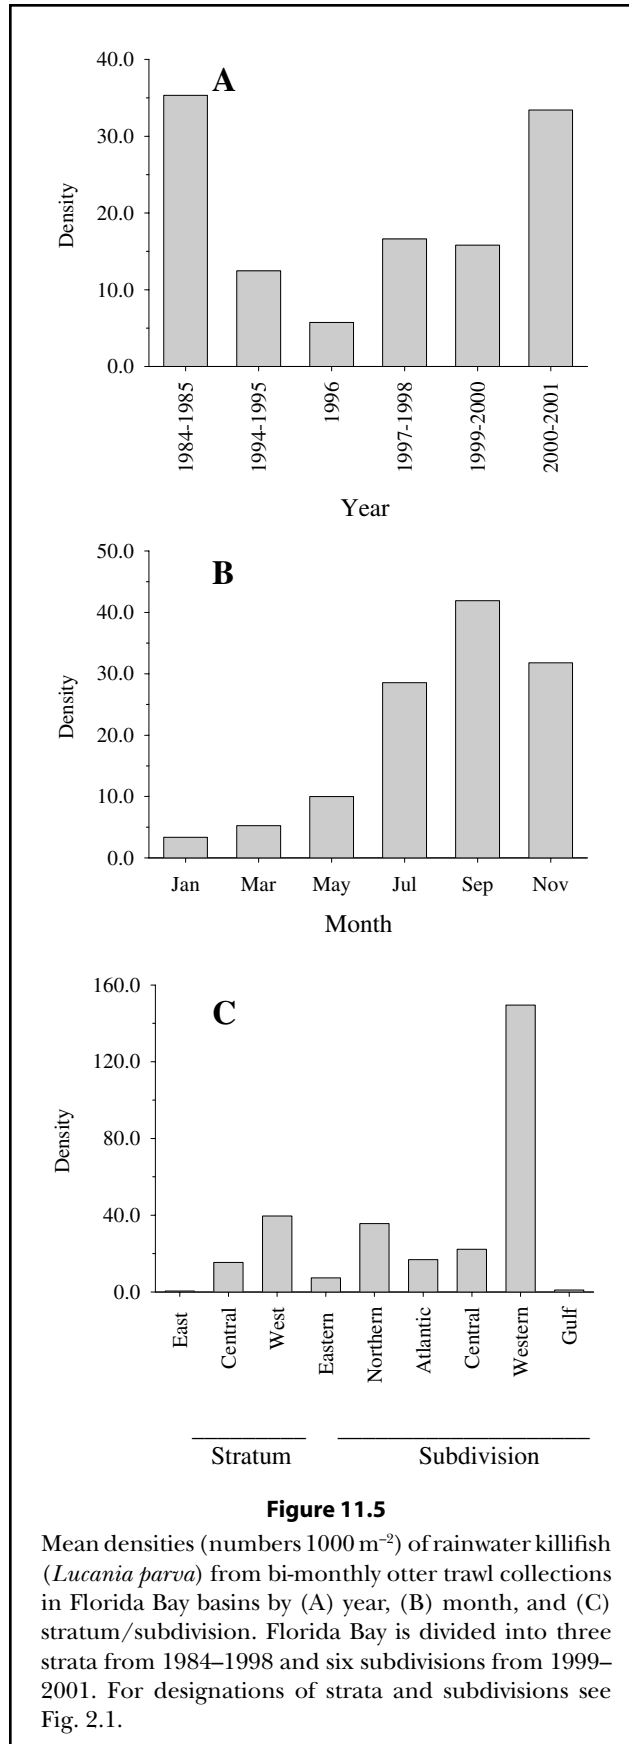 A
40.0
30.0
20.0
10.0
0.0
Density
1984-1985
1994-1995
1996
1997-1998
1999-2000
2000-2001
Year
B
50.0
40.0
30.0
20.0
10.0
0.0
Density
Jan Mar May Jul Sep Nov
Month
C
160.0
120.0
80.0
40.0
0.0
Density
East
Central
West
Eastern
Northern
Atlantic
Central
Western
Gulf
Stratum Subdivision
Figure 11.5
Mean densities (numbers 1000 m⁻²) of rainwater killifish
(Lucania parva) from bi-monthly otter trawl collections
in Florida Bay basins by (A) year, (B) month, and (C)
stratum/subdivision. Florida Bay is divided into three
strata from 1984–1998 and six subdivisions from 1999–
2001. For designations of strata and subdivisions see
Fig. 2.1.